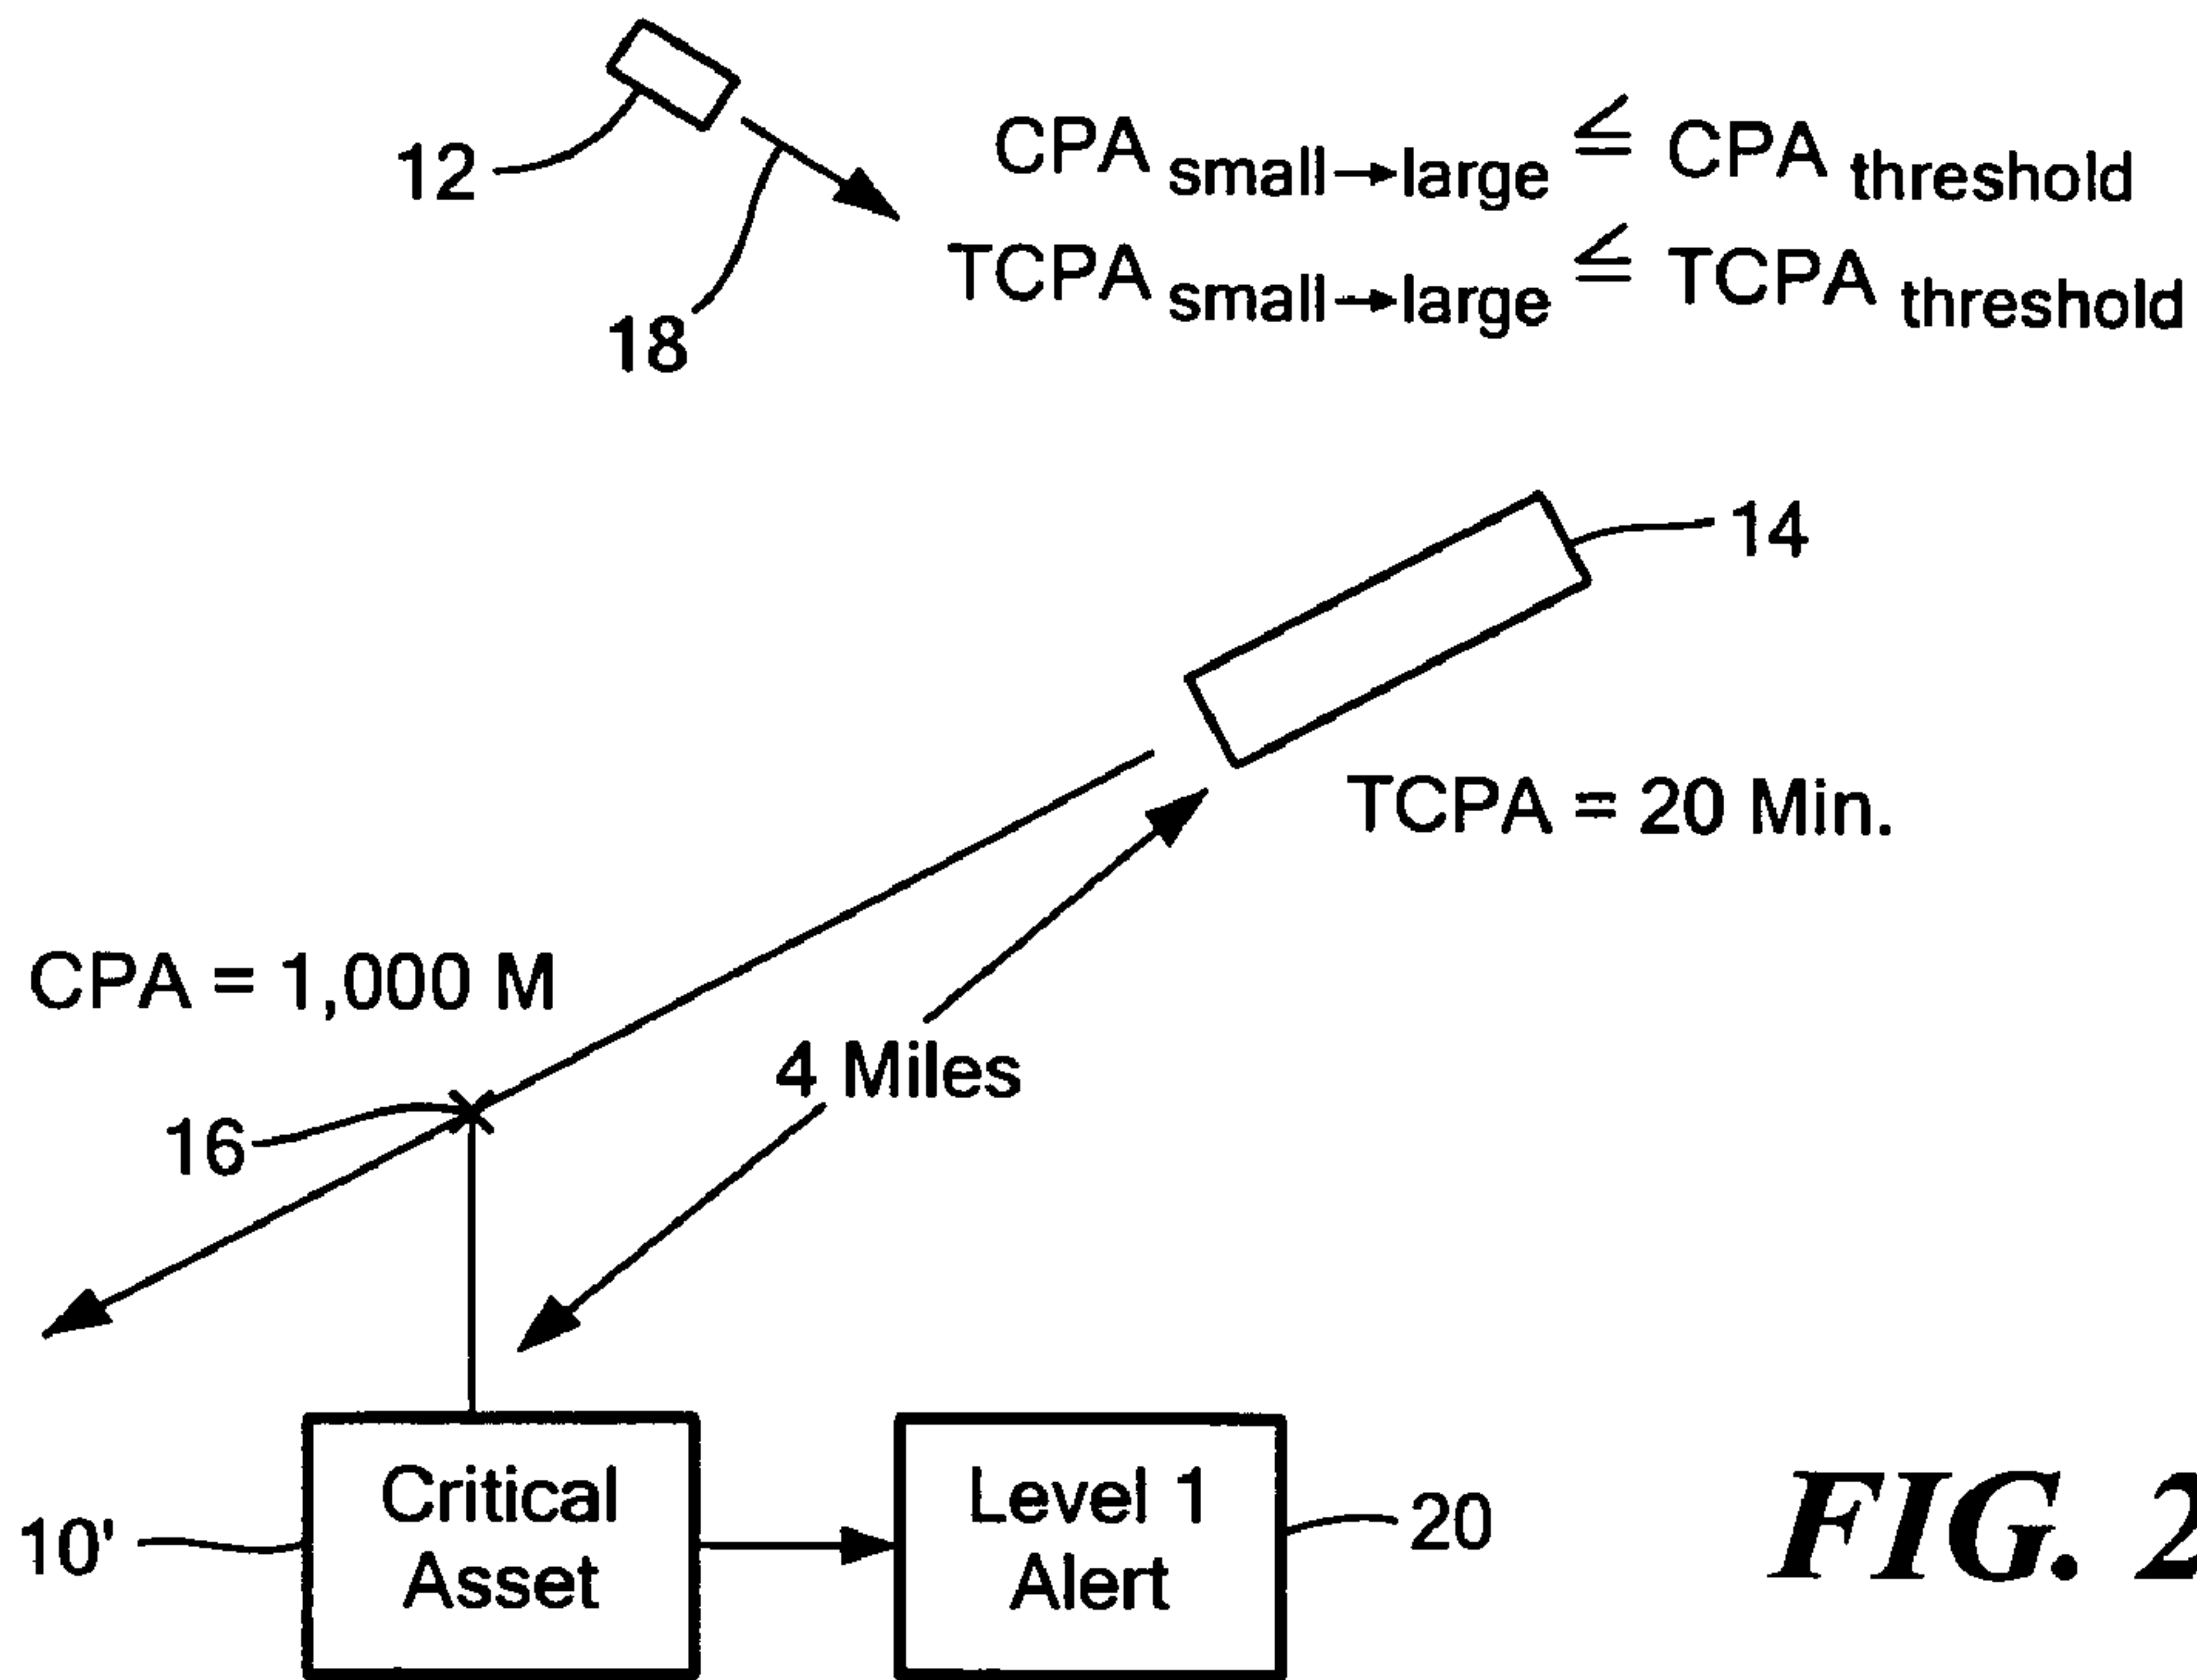 12
CPA small→large ≦ CPA threshold
TCPA small→large ≦ TCPA threshold
18
14
TCPA = 20 Min.
CPA = 1,000 M
4 Miles
16
10'
Critical
Asset
Level 1
Alert
20
FIG. 2